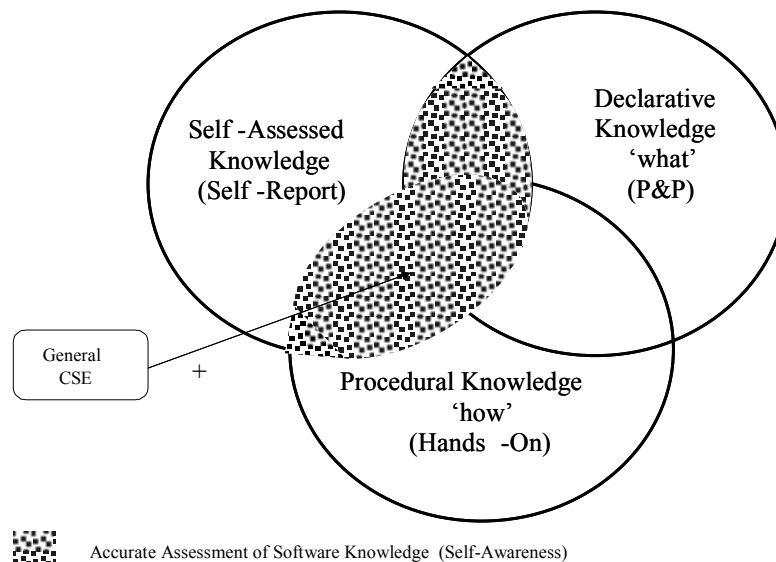 Self -Assessed
Knowledge
(Self -Report)
Declarative
Knowledge
‘what’
(P&P)
General
CSE
+
Procedural Knowledge
‘how’
(Hands -On)
Accurate Assessment of Software Knowledge (Self-Awareness)